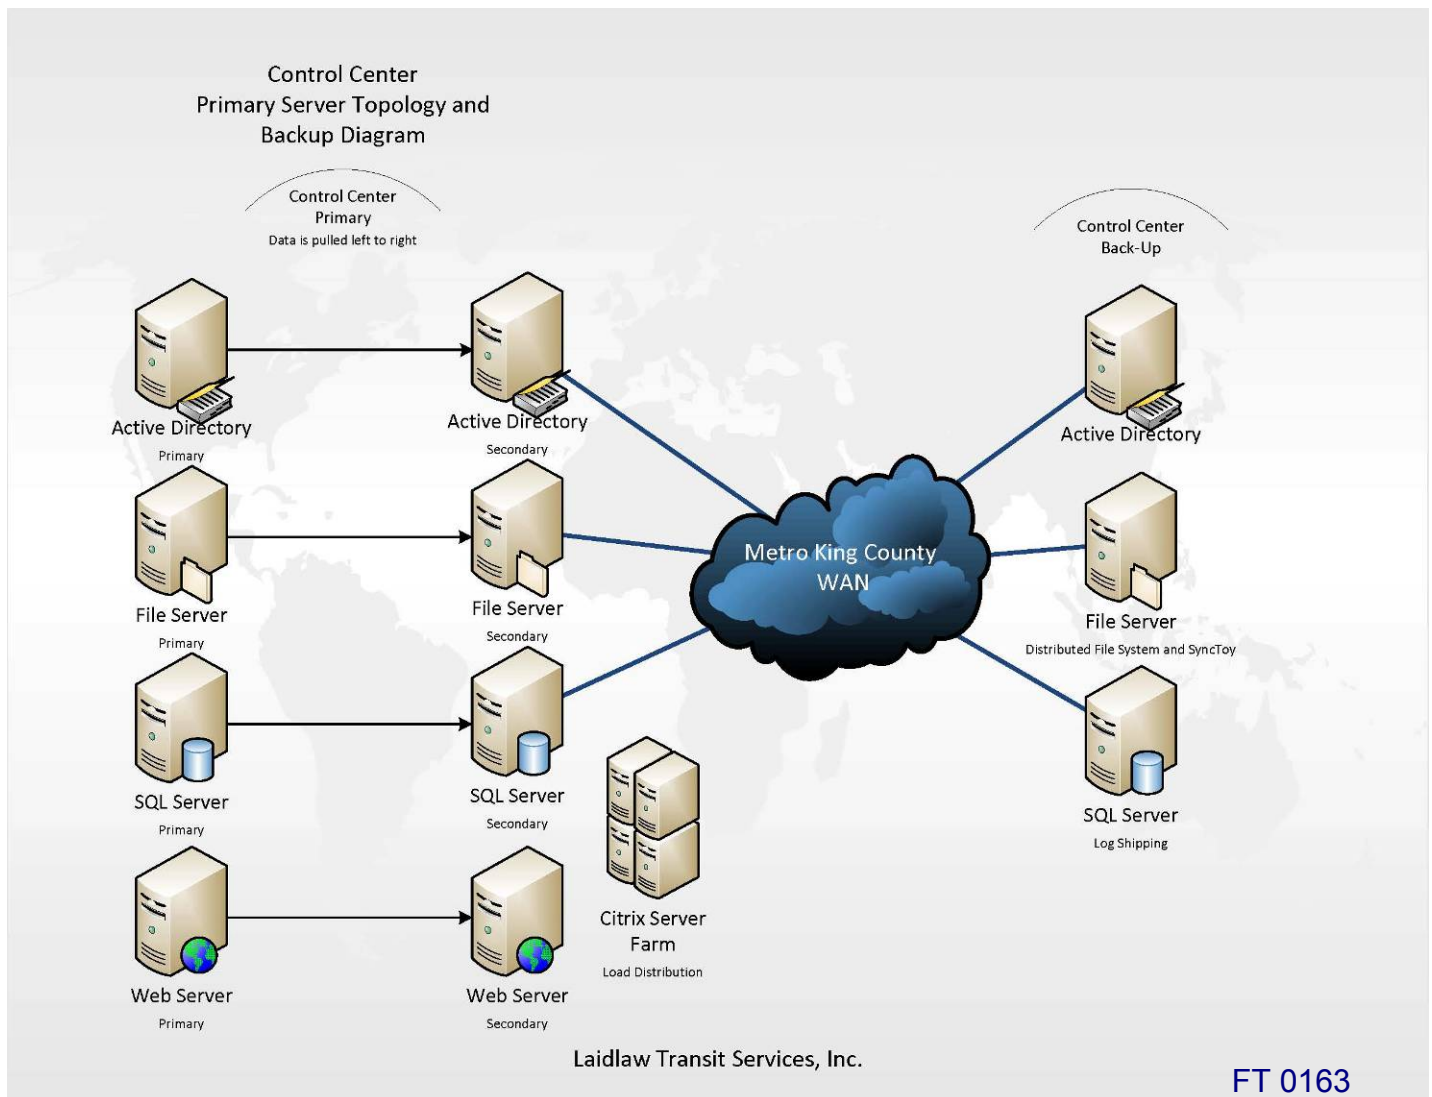 Control Center
Primary Server Topology and
Backup Diagram
Control Center
Primary
Data is pulled left to right
Control Center
Back-Up
Active Directory
Primary
Active Directory
Secondary
Active Directory
Metro King County
WAN
File Server
Primary
File Server
Secondary
File Server
Distributed File System and SyncToy
SQL Server
Primary
SQL Server
Secondary
SQL Server
Log Shipping
Citrix Server
Farm
Load Distribution
Web Server
Primary
Web Server
Secondary
Laidlaw Transit Services, Inc.
FT 0163